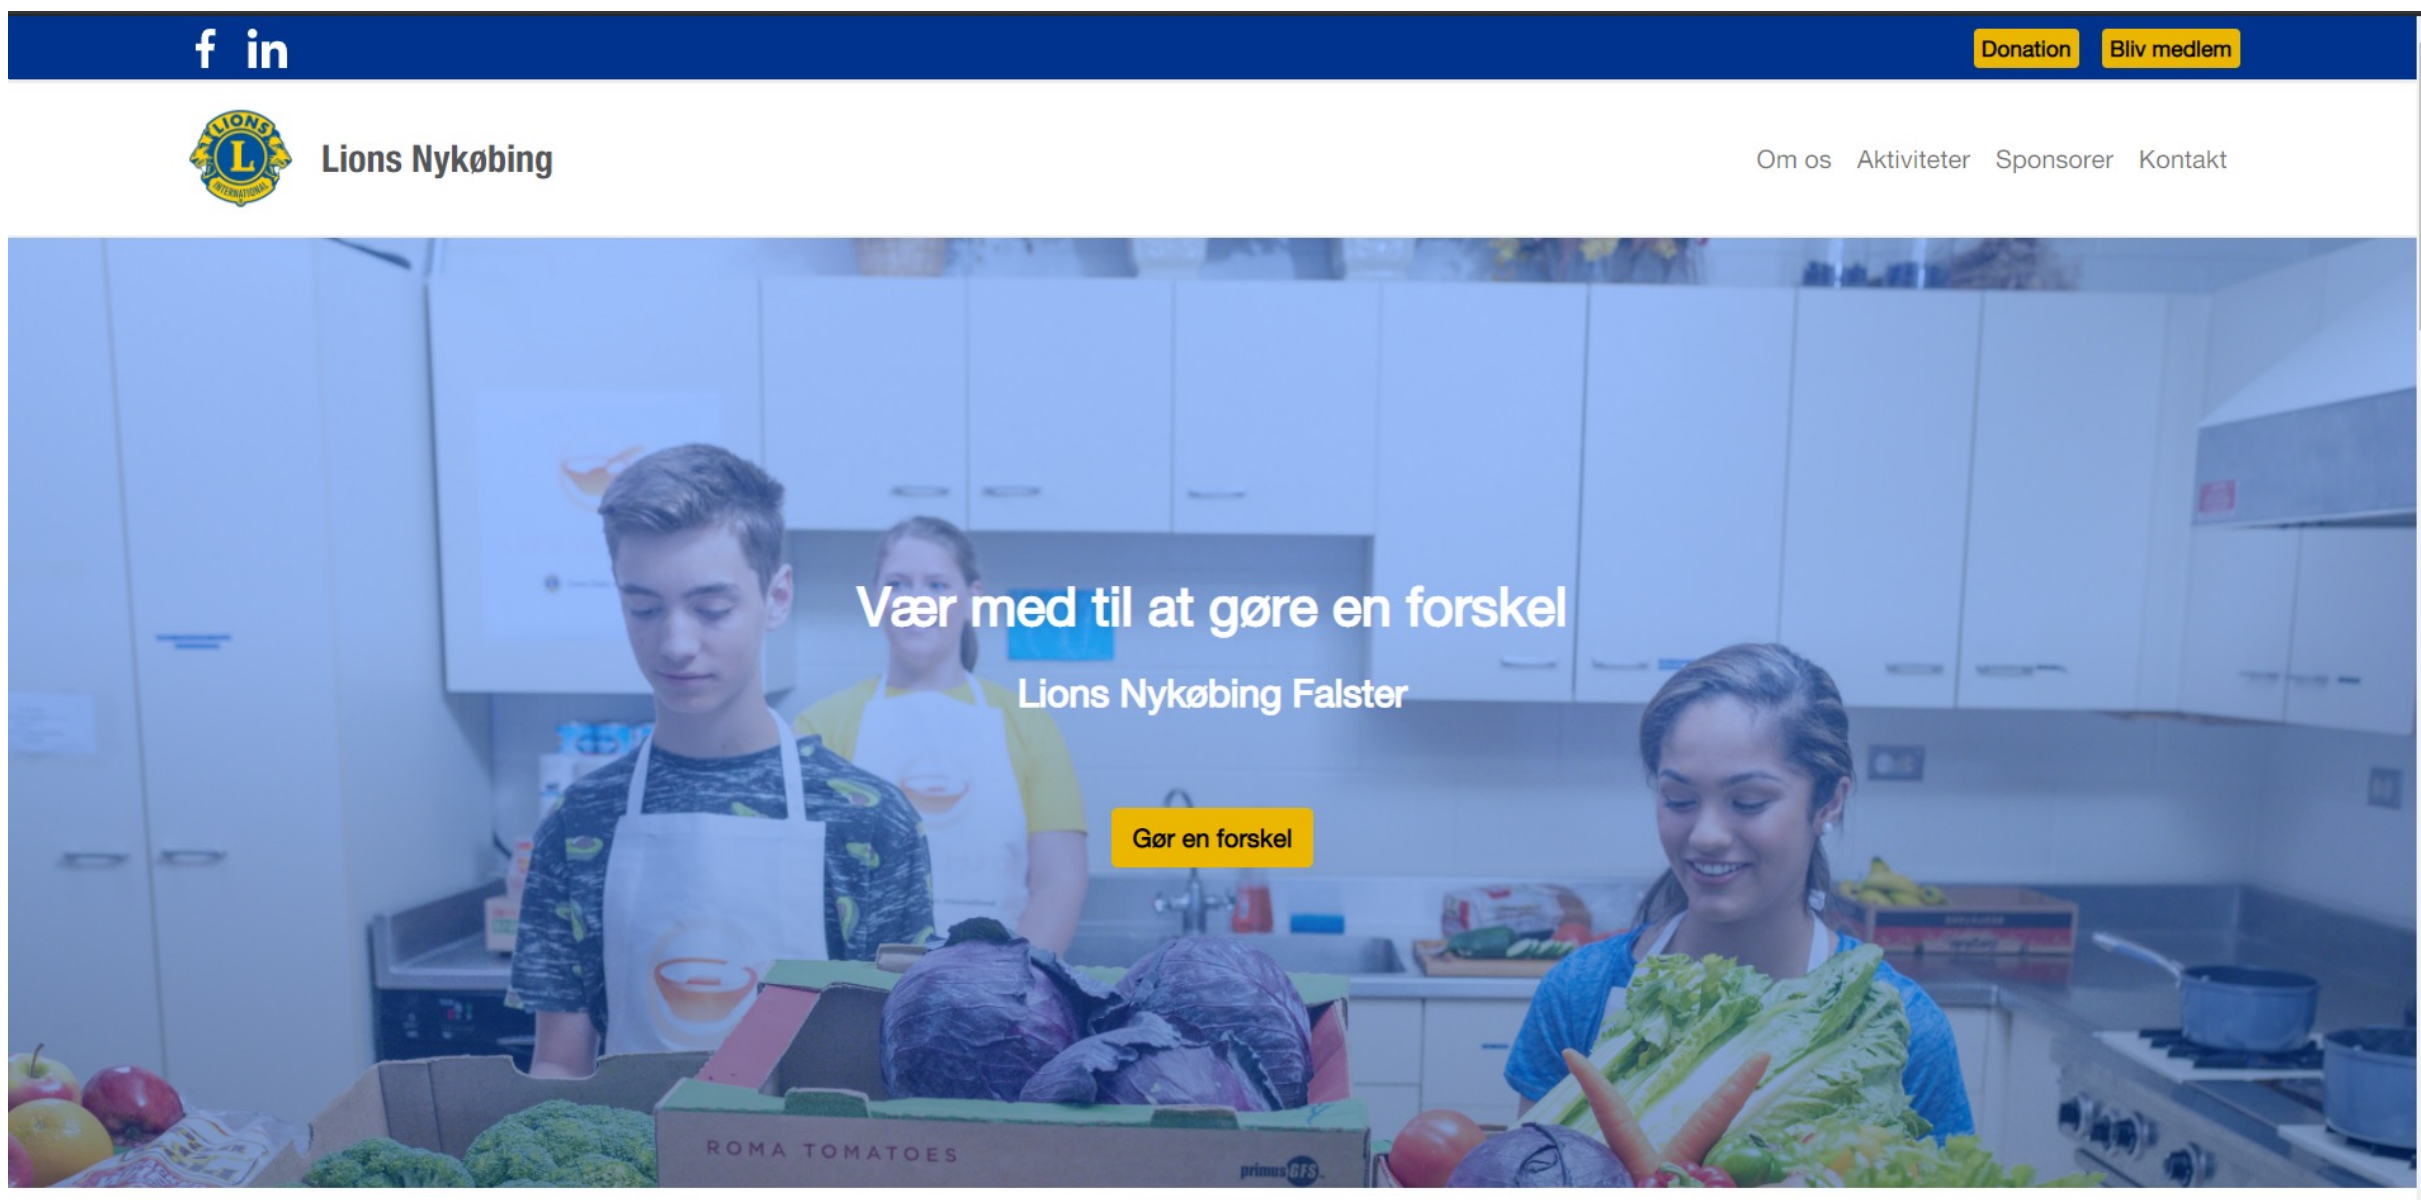 f in
Donation Bliv medlem
LIONS
L
INTERNATIONAL
Lions Nykøbing
Om os Aktiviteter Sponsorer Kontakt
Vær med til at gøre en forskel
Lions Nykøbing Falster
Gør en forskel
ROMA TOMATOES
primusGFS